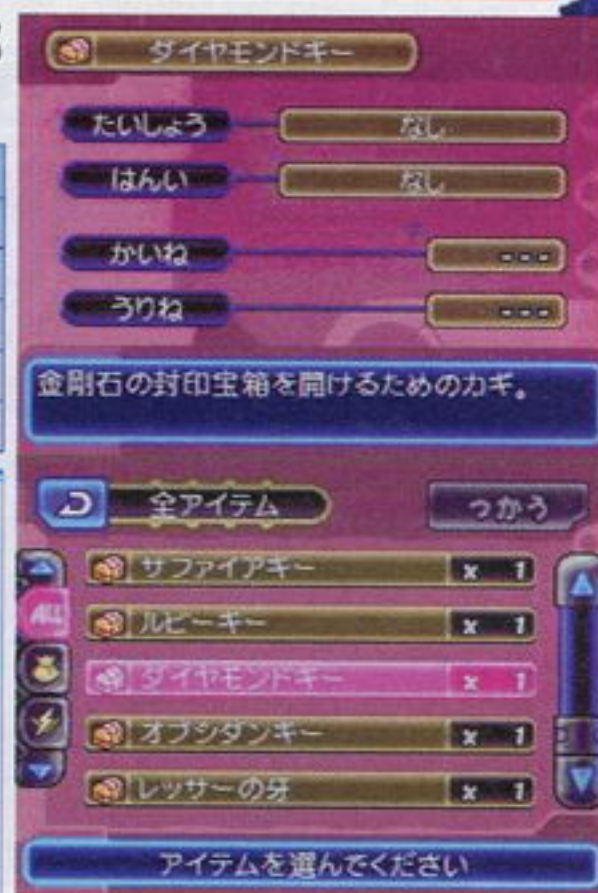 ダイヤモンドキー
たいしょう なし
はんい なし
かいね ---
うりね ---
金剛石の封印宝箱を開けるためのカギ。
全アイテム つかう
サファイアキー x 1
ALL
ルビーキー x 1
ダイヤモンドキー x 1
オブシダンキー x 1
レッサーの牙 x 1
アイテムを選んでください